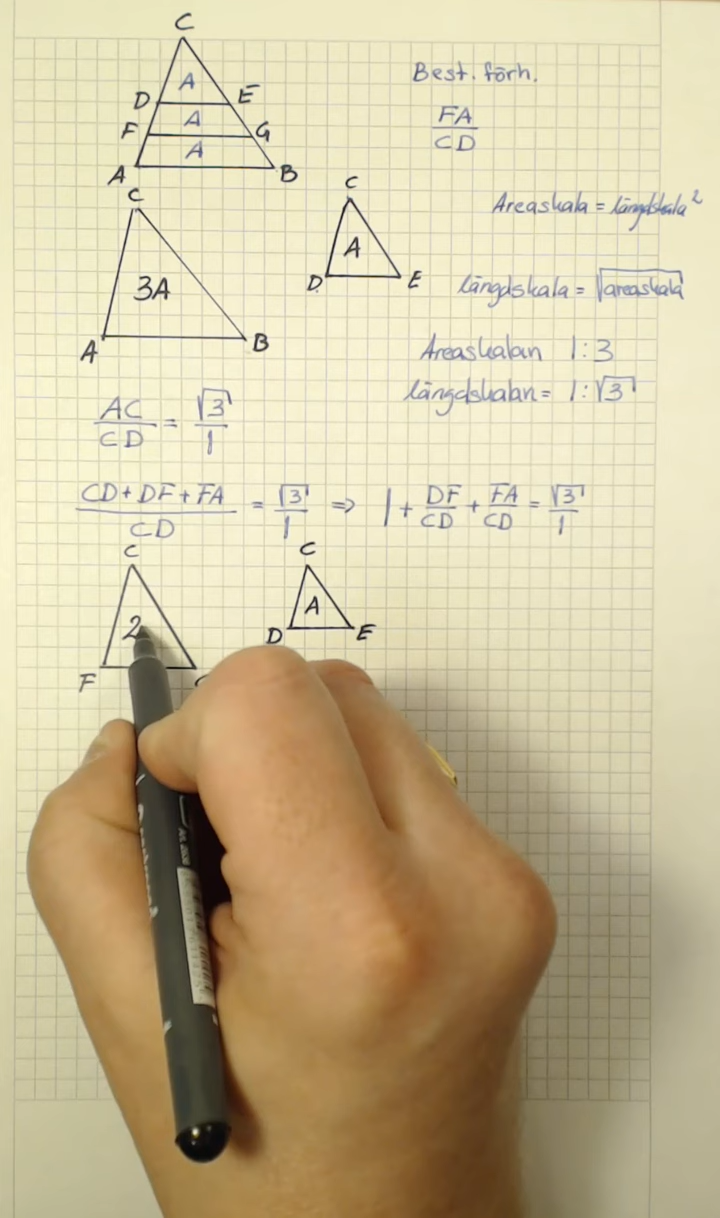 C
Best. förh.
D A E
FA
CD
F A G
A A B
C
C
Areaskala = längdskala²
3A
A
D E
längdskala = √areaskala
A B
Areaskalan 1:3
längdskalan = 1:√3
AC/CD = √3/1
CD+DF+FA/CD = √3/1 ⇒ 1 + DF/CD + FA/CD = √3/1
C
C
2
A
D E
F